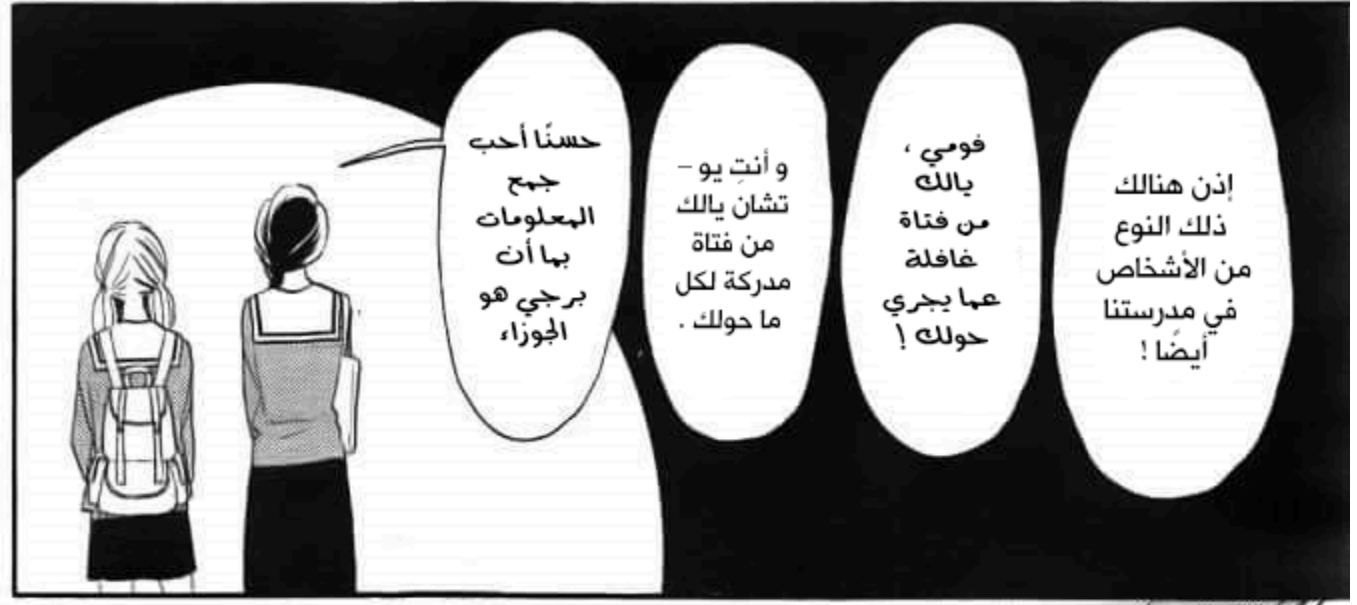 إذن هنالك
ذلك النوع
من الأشخاص
في مدرستنا
أيضًا !
فومي ،
يالك
من فتاة
غافلة
عما يجري
حولك !
و أنتِ يو –
تشان يالك
من فتاة
مدركة لكل
ما حولك .
حسنًا أحب
جمع
المعلومات
بما أن
برجي هو
الجوزاء